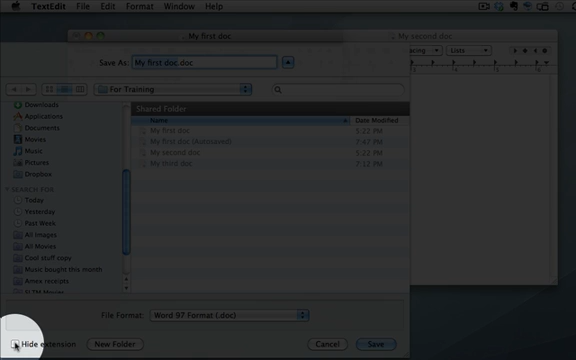 TextEdit File Edit Format Window Help
My first doc
My second doc
Save As: My first doc.doc
Lists
For Training
Shared Folder
Name Date Modified
Downloads
Applications
Documents
Movies
Music
Pictures
Dropbox
My first doc 5:22 PM
My first doc (Autosaved) 7:47 PM
My second doc 5:22 PM
My third doc 7:12 PM
SEARCH FOR
Today
Yesterday
Past Week
All Images
All Movies
Cool stuff copy
Music bought this month
Amex receipts
File Format: Word 97 Format (.doc)
Hide extension New Folder Cancel Save